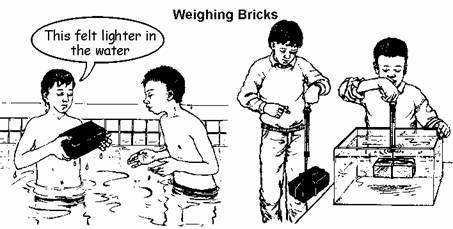 Weighing Bricks
This felt lighter in
the water